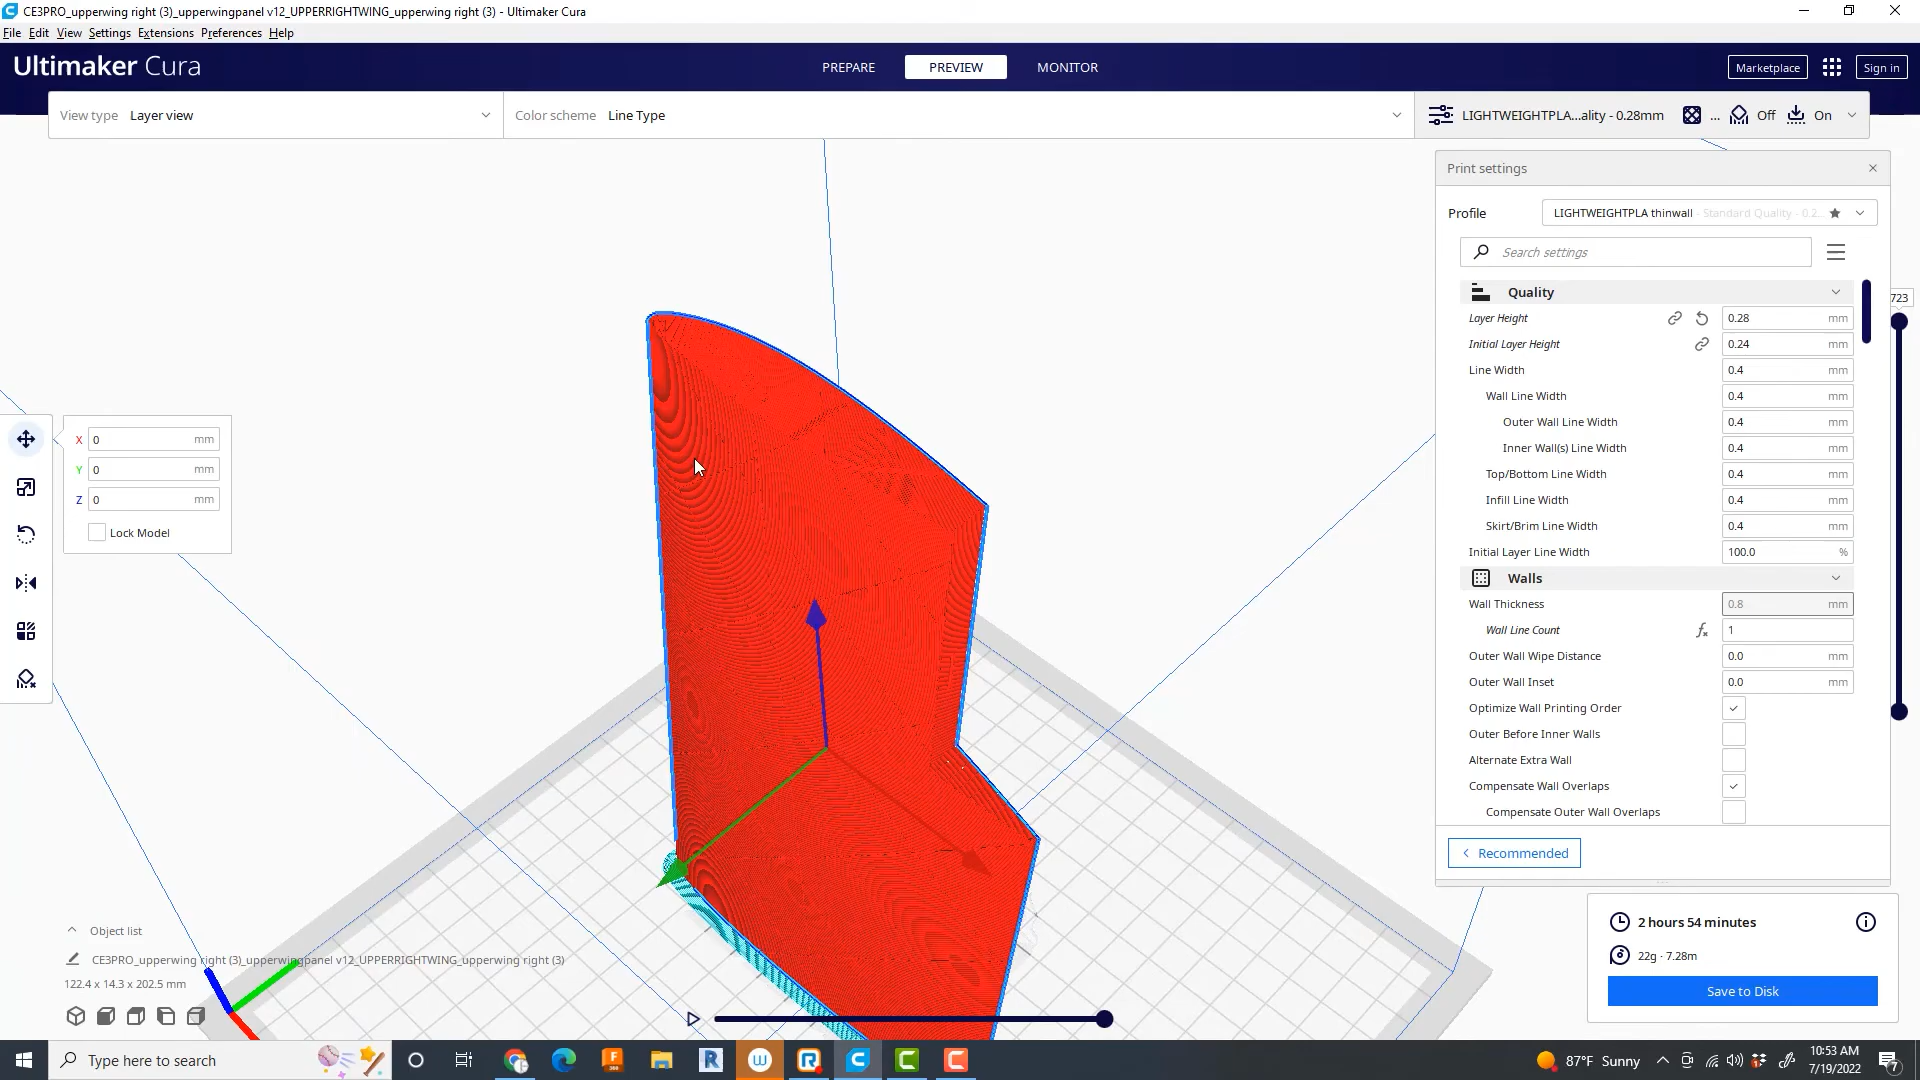 CE3PRO_upperwing right (3)_upperwingpanel v12_UPPERRIGHTWING_upperwing right (3) - Ultimaker Cura
File Edit View Settings Extensions Preferences Help
Ultimaker Cura
PREPARE
PREVIEW
MONITOR
Marketplace
Sign in
View type Layer view
Color scheme Line Type
LIGHTWEIGHTPLA...ality - 0.28mm
...
Off
On
Print settings
Profile
LIGHTWEIGHTPLA thinwall - Standard Quality - 0.2...
Search settings
Quality
723
Layer Height 0.28 mm
Initial Layer Height 0.24 mm
Line Width 0.4 mm
Wall Line Width 0.4 mm
Outer Wall Line Width 0.4 mm
Inner Wall(s) Line Width 0.4 mm
Top/Bottom Line Width 0.4 mm
Infill Line Width 0.4 mm
Skirt/Brim Line Width 0.4 mm
Initial Layer Line Width 100.0 %
Walls
Wall Thickness 0.8 mm
Wall Line Count fx 1
Outer Wall Wipe Distance 0.0 mm
Outer Wall Inset 0.0 mm
Optimize Wall Printing Order
Outer Before Inner Walls
Alternate Extra Wall
Compensate Wall Overlaps
Compensate Outer Wall Overlaps
Recommended
X 0 mm
Y 0 mm
Z 0 mm
Lock Model
Object list
CE3PRO_upperwing right (3)_upperwingpanel v12_UPPERRIGHTWING_upperwing right (3)
122.4 x 14.3 x 202.5 mm
2 hours 54 minutes
22g · 7.28m
Save to Disk
Type here to search
87°F Sunny
10:53 AM
7/19/2022
7